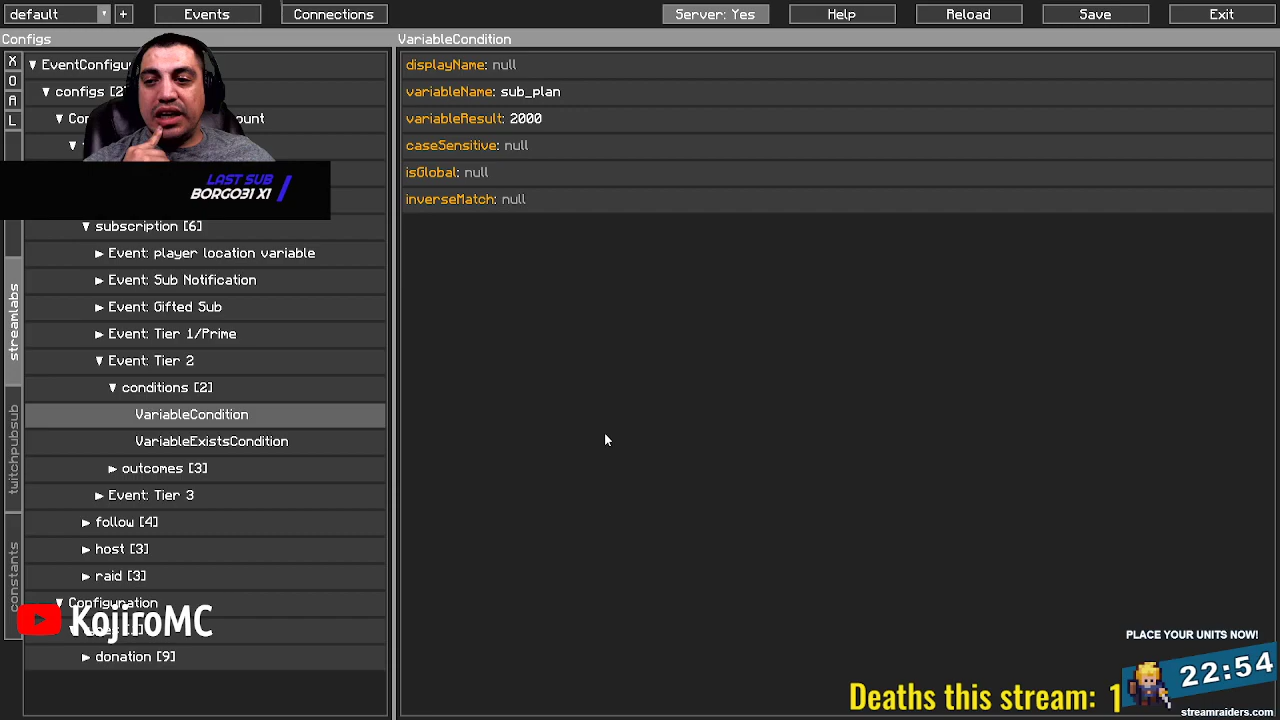 default
+
Events
Connections
Server: Yes
Help
Reload
Save
Exit
Configs
VariableCondition
X
O
A
L
streamlabs
twitchpubsub
constants
configs
ount
LAST SUB
BORGO31 X1
subscription [6]
Event: player location variable
Event: Sub Notification
Event: Gifted Sub
Event: Tier 1/Prime
Event: Tier 2
conditions [2]
VariableCondition
VariableExistsCondition
outcomes [3]
Event: Tier 3
follow [4]
host [3]
raid [3]
Configuration
KojiroMC
donation [9]
displayName: null
variableName: sub_plan
variableResult: 2000
caseSensitive: null
isGlobal: null
inverseMatch: null
PLACE YOUR UNITS NOW!
22:54
Deaths this stream: 1
streamraiders.com